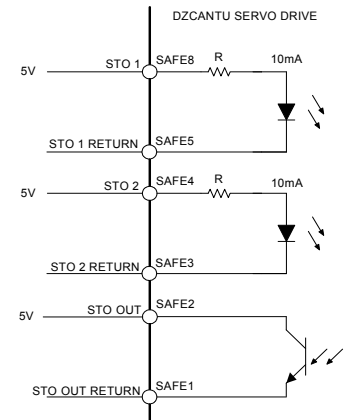 DZCANTU SERVO DRIVE
5V STO 1 SAFE8 R 10mA
STO 1 RETURN SAFE5
5V STO 2 SAFE4 R 10mA
STO 2 RETURN SAFE3
5V STO OUT SAFE2
STO OUT RETURN SAFE1